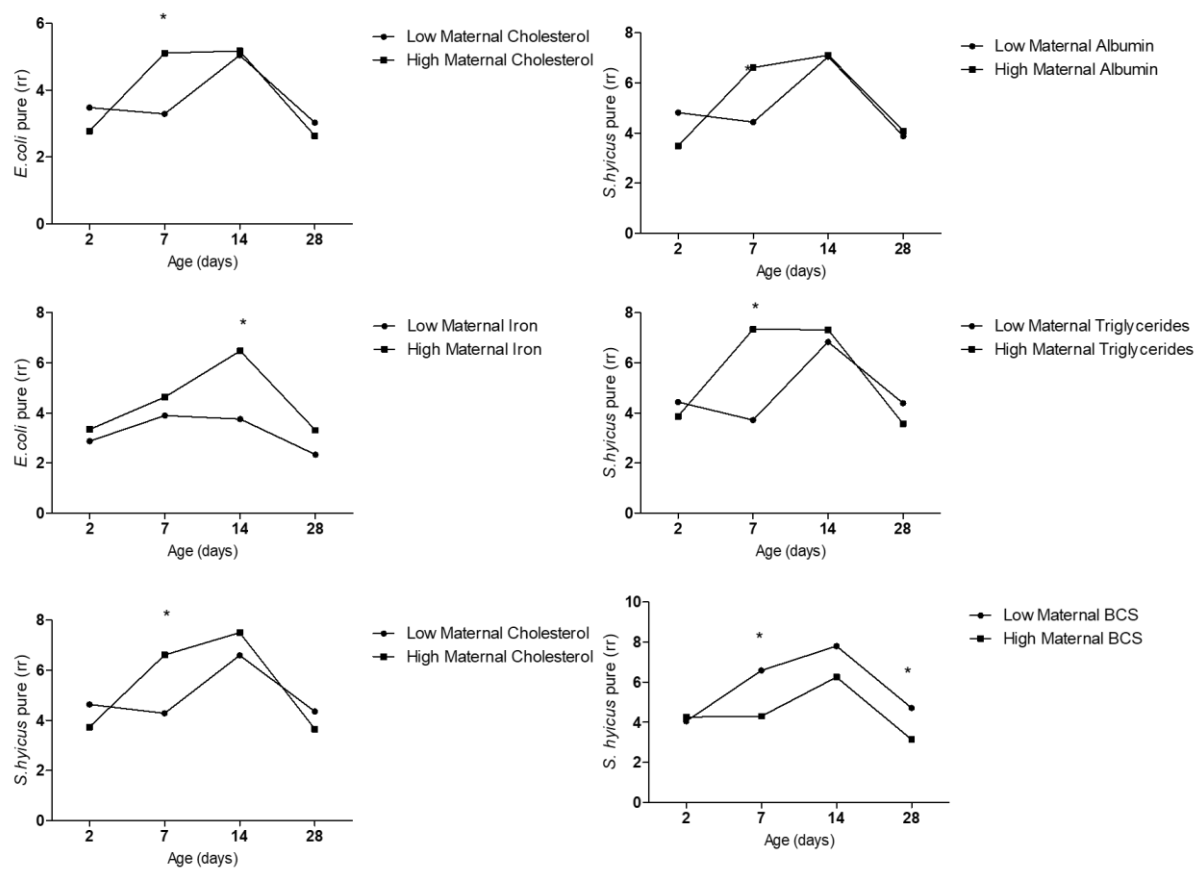 *
6
4
2
0
E.coli pure (rr)
2 7 14 28
Age (days)
Low Maternal Cholesterol
High Maternal Cholesterol
*
8
6
4
2
0
S.hyicus pure (rr)
2 7 14 28
Age (days)
Low Maternal Albumin
High Maternal Albumin
*
8
6
4
2
0
E.coli pure (rr)
2 7 14 28
Age (days)
Low Maternal Iron
High Maternal Iron
*
8
6
4
2
0
S.hyicus pure (rr)
2 7 14 28
Age (days)
Low Maternal Triglycerides
High Maternal Triglycerides
*
8
6
4
2
0
S.hyicus pure (rr)
2 7 14 28
Age (days)
Low Maternal Cholesterol
High Maternal Cholesterol
* *
10
8
6
4
2
0
S. hyicus pure (rr)
2 7 14 28
Age (days)
Low Maternal BCS
High Maternal BCS